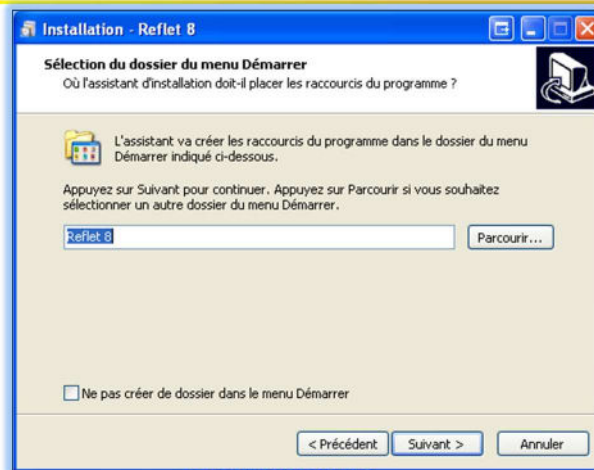 Installation - Reflet 8
Sélection du dossier du menu Démarrer
Où l'assistant d'installation doit-il placer les raccourcis du programme ?
L'assistant va créer les raccourcis du programme dans le dossier du menu
Démarrer indiqué ci-dessous.
Appuyez sur Suivant pour continuer. Appuyez sur Parcourir si vous souhaitez
sélectionner un autre dossier du menu Démarrer.
Reflet 8
Parcourir...
Ne pas créer de dossier dans le menu Démarrer
< Précédent
Suivant >
Annuler